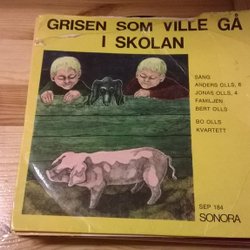 GRISEN SOM VILLE GÅ
I SKOLAN
SÅNG
ANDERS OLLS, 6
JONAS OLLS, 4
FAMILJEN
BERT OLLS
BO OLLS
KVARTETT
SEP 184
SONORA